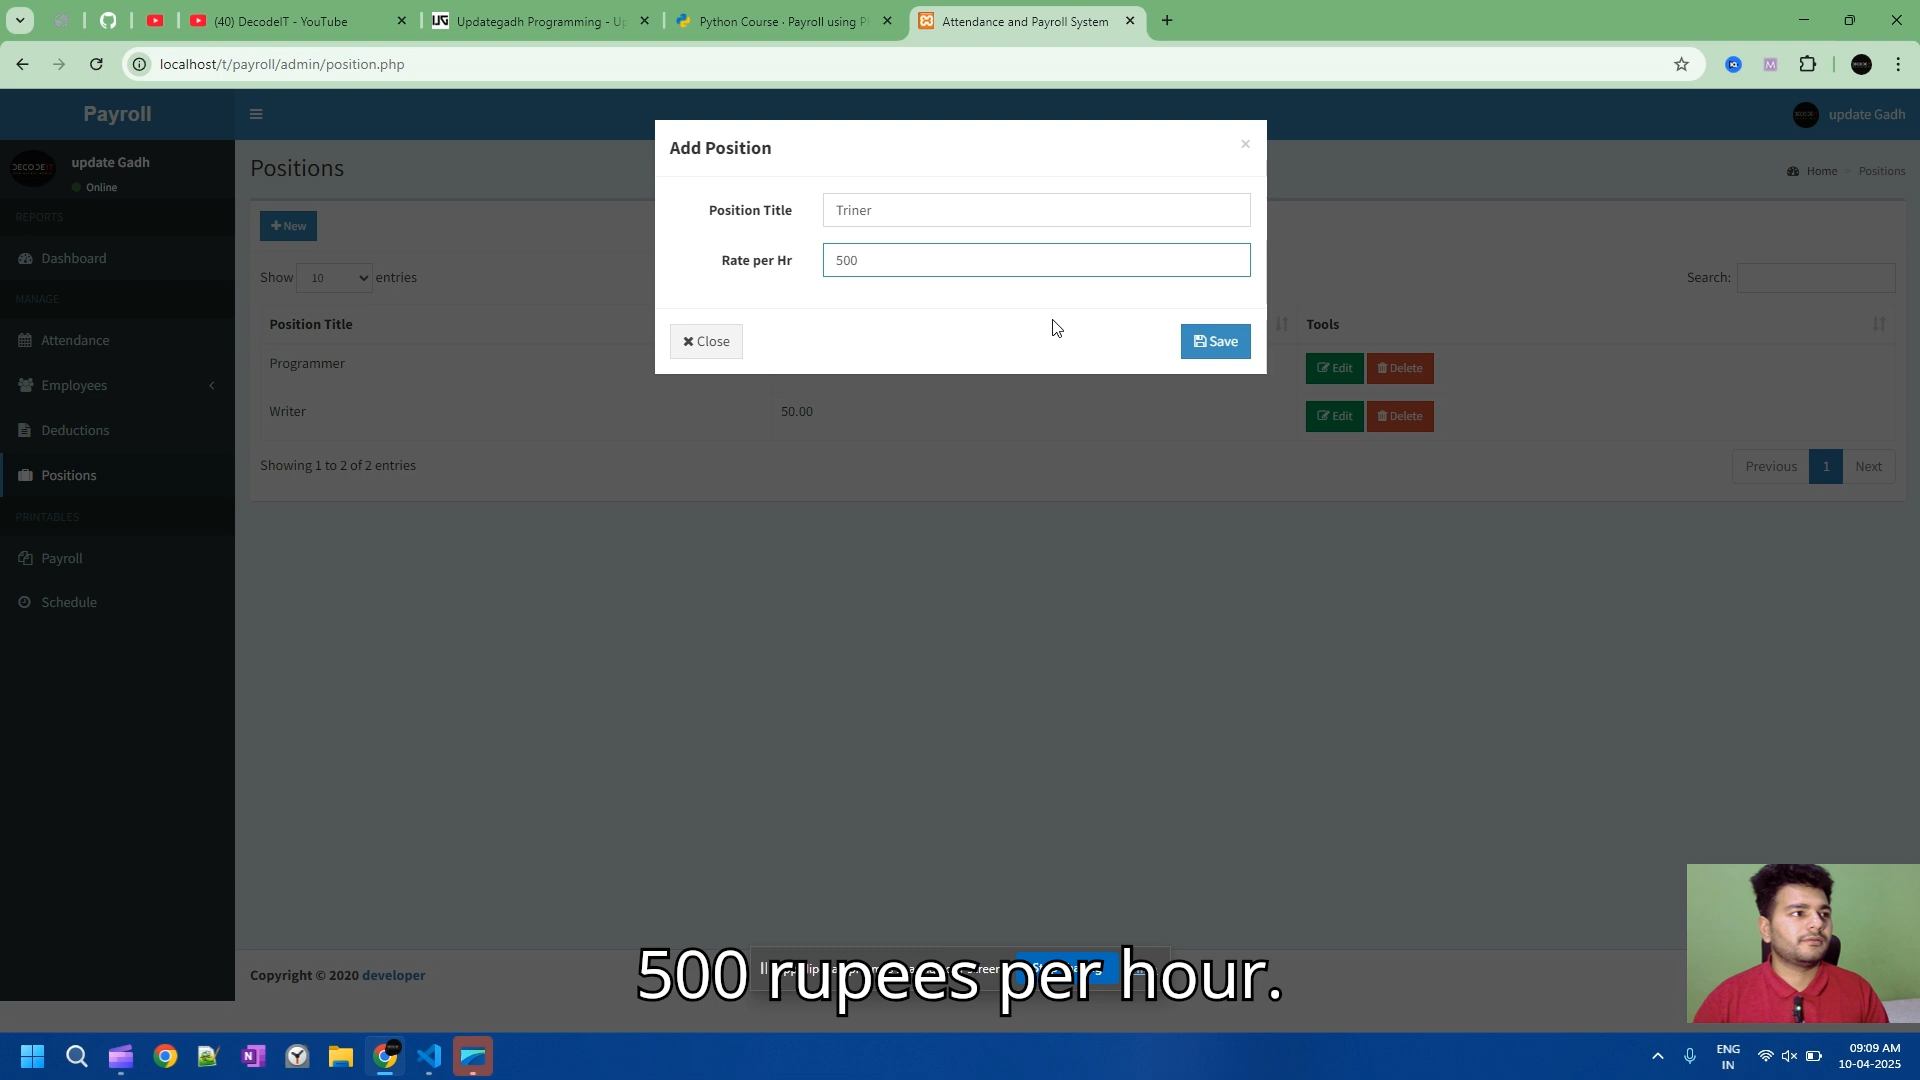 (40) DecodeIT - YouTube
Updategadh Programming - Up
Python Course · Payroll using P
Attendance and Payroll System
localhost/t/payroll/admin/position.php
Payroll
update Gadh
DECODEIT
update Gadh
Online
Positions
Home
Positions
REPORTS
Dashboard
MANAGE
Attendance
Employees
Deductions
Positions
PRINTABLES
Payroll
Schedule
Add Position
×
Position Title
Triner
Rate per Hr
500
Close
Save
New
Show 10 entries
Search:
Position Title
Tools
Programmer
Edit
Delete
Writer
50.00
Edit
Delete
Showing 1 to 2 of 2 entries
Previous
1
Next
Copyright © 2020 developer
500 rupees per hour.
ENG
IN
09:09 AM
10-04-2025